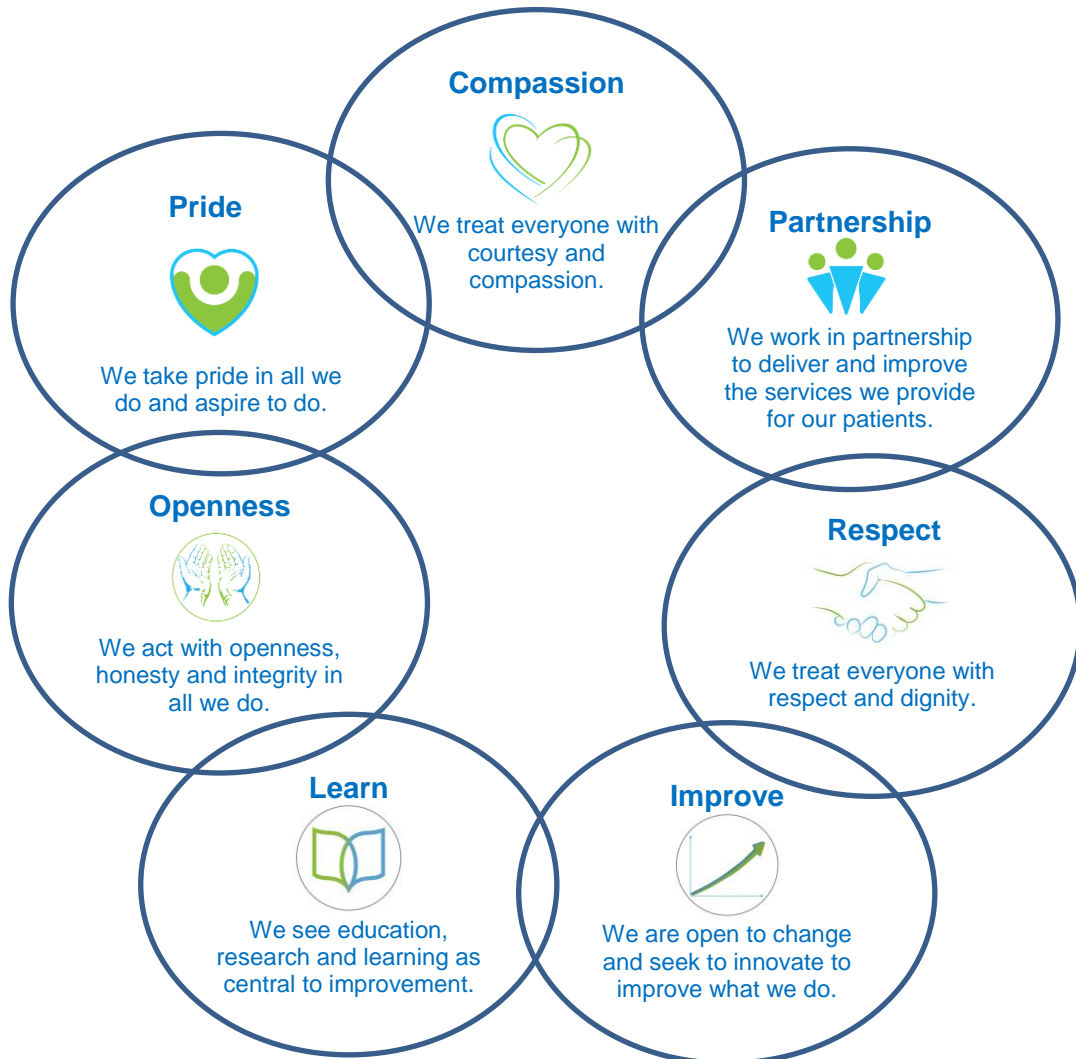 Compassion
We treat everyone with
courtesy and
compassion.
Pride
We take pride in all we
do and aspire to do.
Partnership
We work in partnership
to deliver and improve
the services we provide
for our patients.
Openness
We act with openness,
honesty and integrity in
all we do.
Respect
We treat everyone with
respect and dignity.
Learn
We see education,
research and learning as
central to improvement.
Improve
We are open to change
and seek to innovate to
improve what we do.